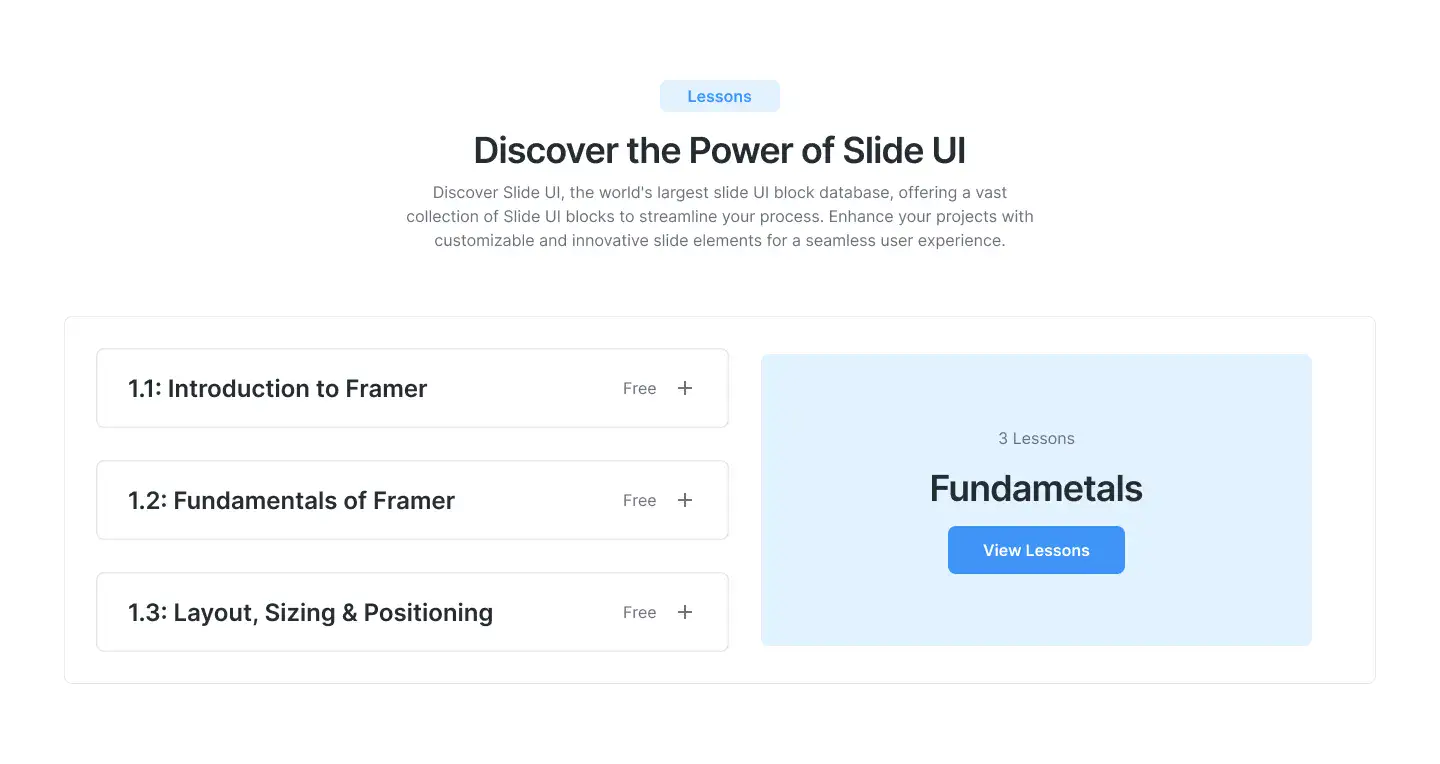 Lessons
Discover the Power of Slide UI
Discover Slide UI, the world's largest slide UI block database, offering a vast
collection of Slide UI blocks to streamline your process. Enhance your projects with
customizable and innovative slide elements for a seamless user experience.
1.1: Introduction to Framer
Free +
1.2: Fundamentals of Framer
Free +
1.3: Layout, Sizing & Positioning
Free +
3 Lessons
Fundametals
View Lessons